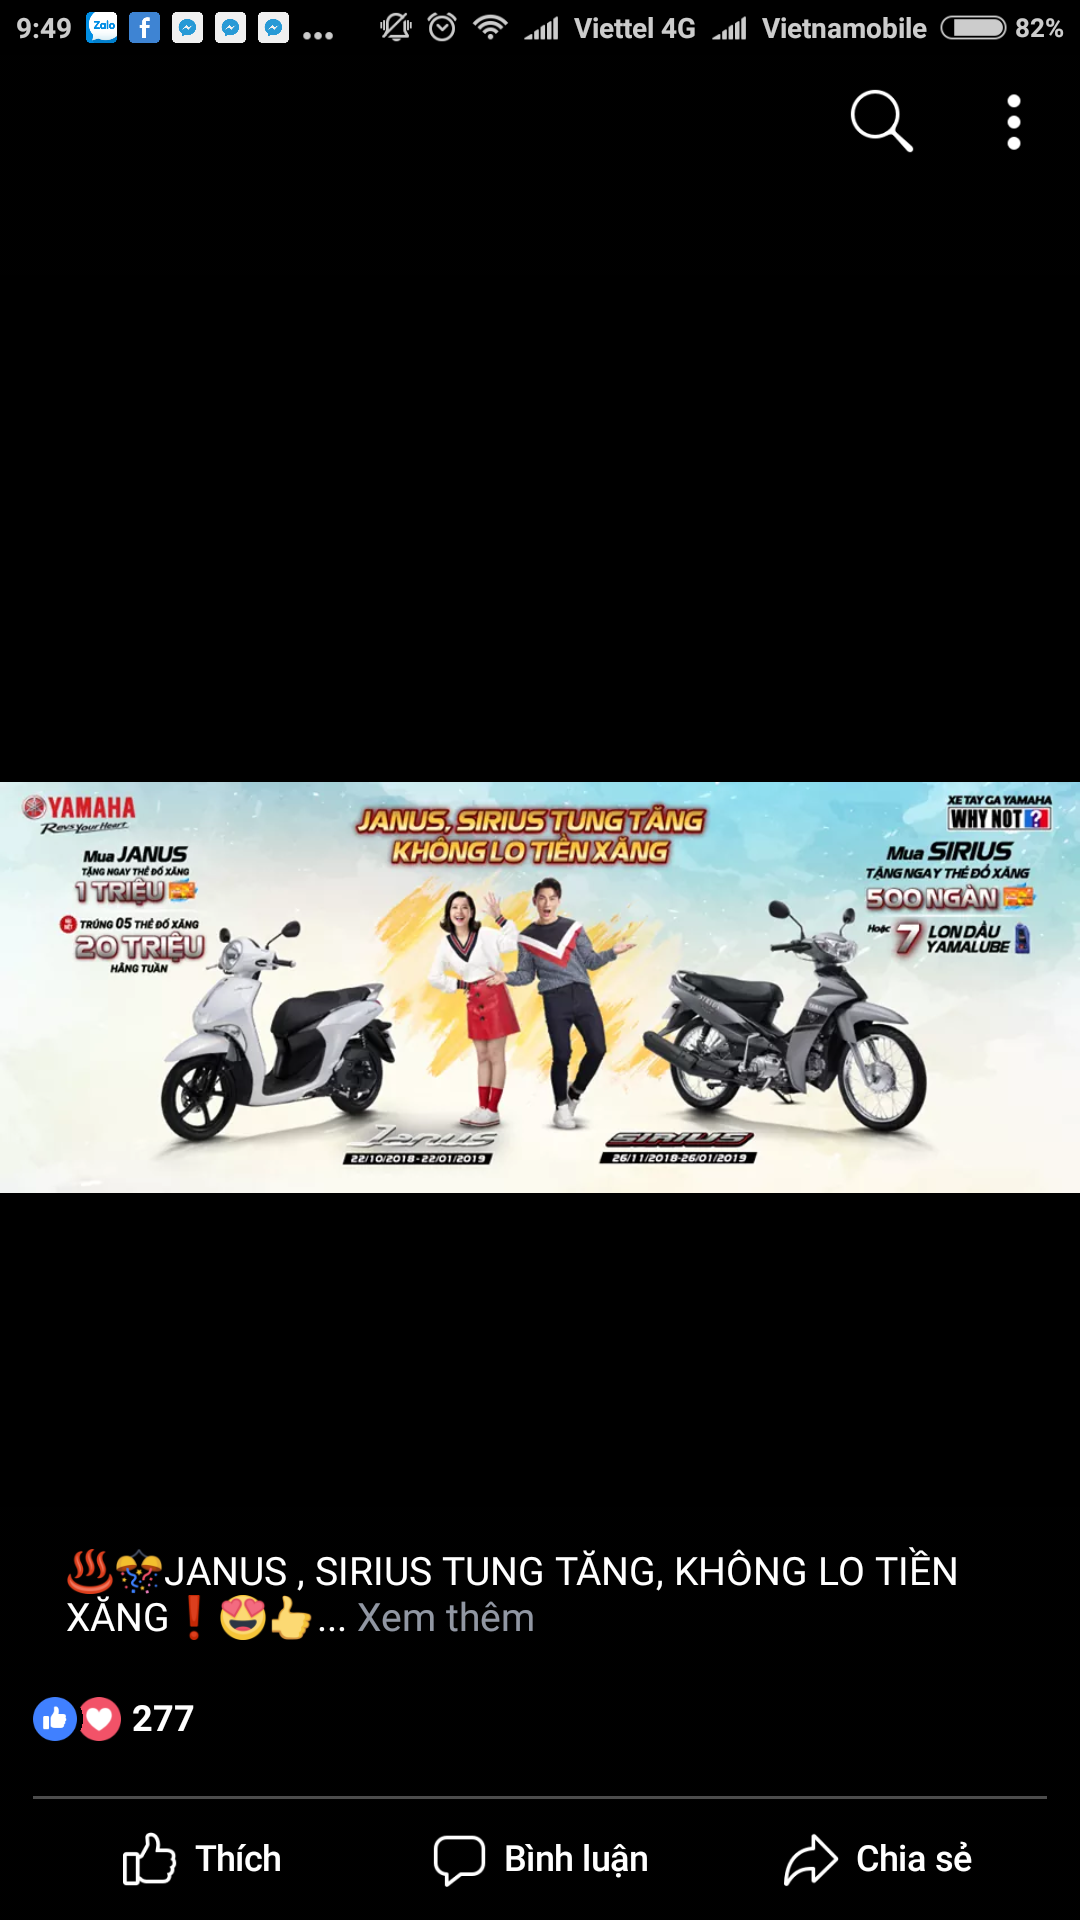 9:49 Zalo Viettel 4G Vietnamobile 82%
YAMAHA
Revs Your Heart
Mua JANUS
TẶNG NGAY THẺ ĐỔ XĂNG
1 TRIỆU
TRÚNG 05 THẺ ĐỔ XĂNG
20 TRIỆU
HÀNG TUẦN
JANUS, SIRIUS TUNG TĂNG
KHÔNG LO TIỀN XĂNG
XE TAY GA YAMAHA
WHY NOT?
Mua SIRIUS
TẶNG NGAY THẺ ĐỔ XĂNG
500 NGÀN
Hoặc 7 LON DẦU
YAMALUBE
Janus
22/10/2018-22/01/2019
SIRIUS
26/11/2018-26/01/2019
♨️🎊JANUS , SIRIUS TUNG TĂNG, KHÔNG LO TIỀN
XĂNG❗😍👍... Xem thêm
277
Thích
Bình luận
Chia sẻ